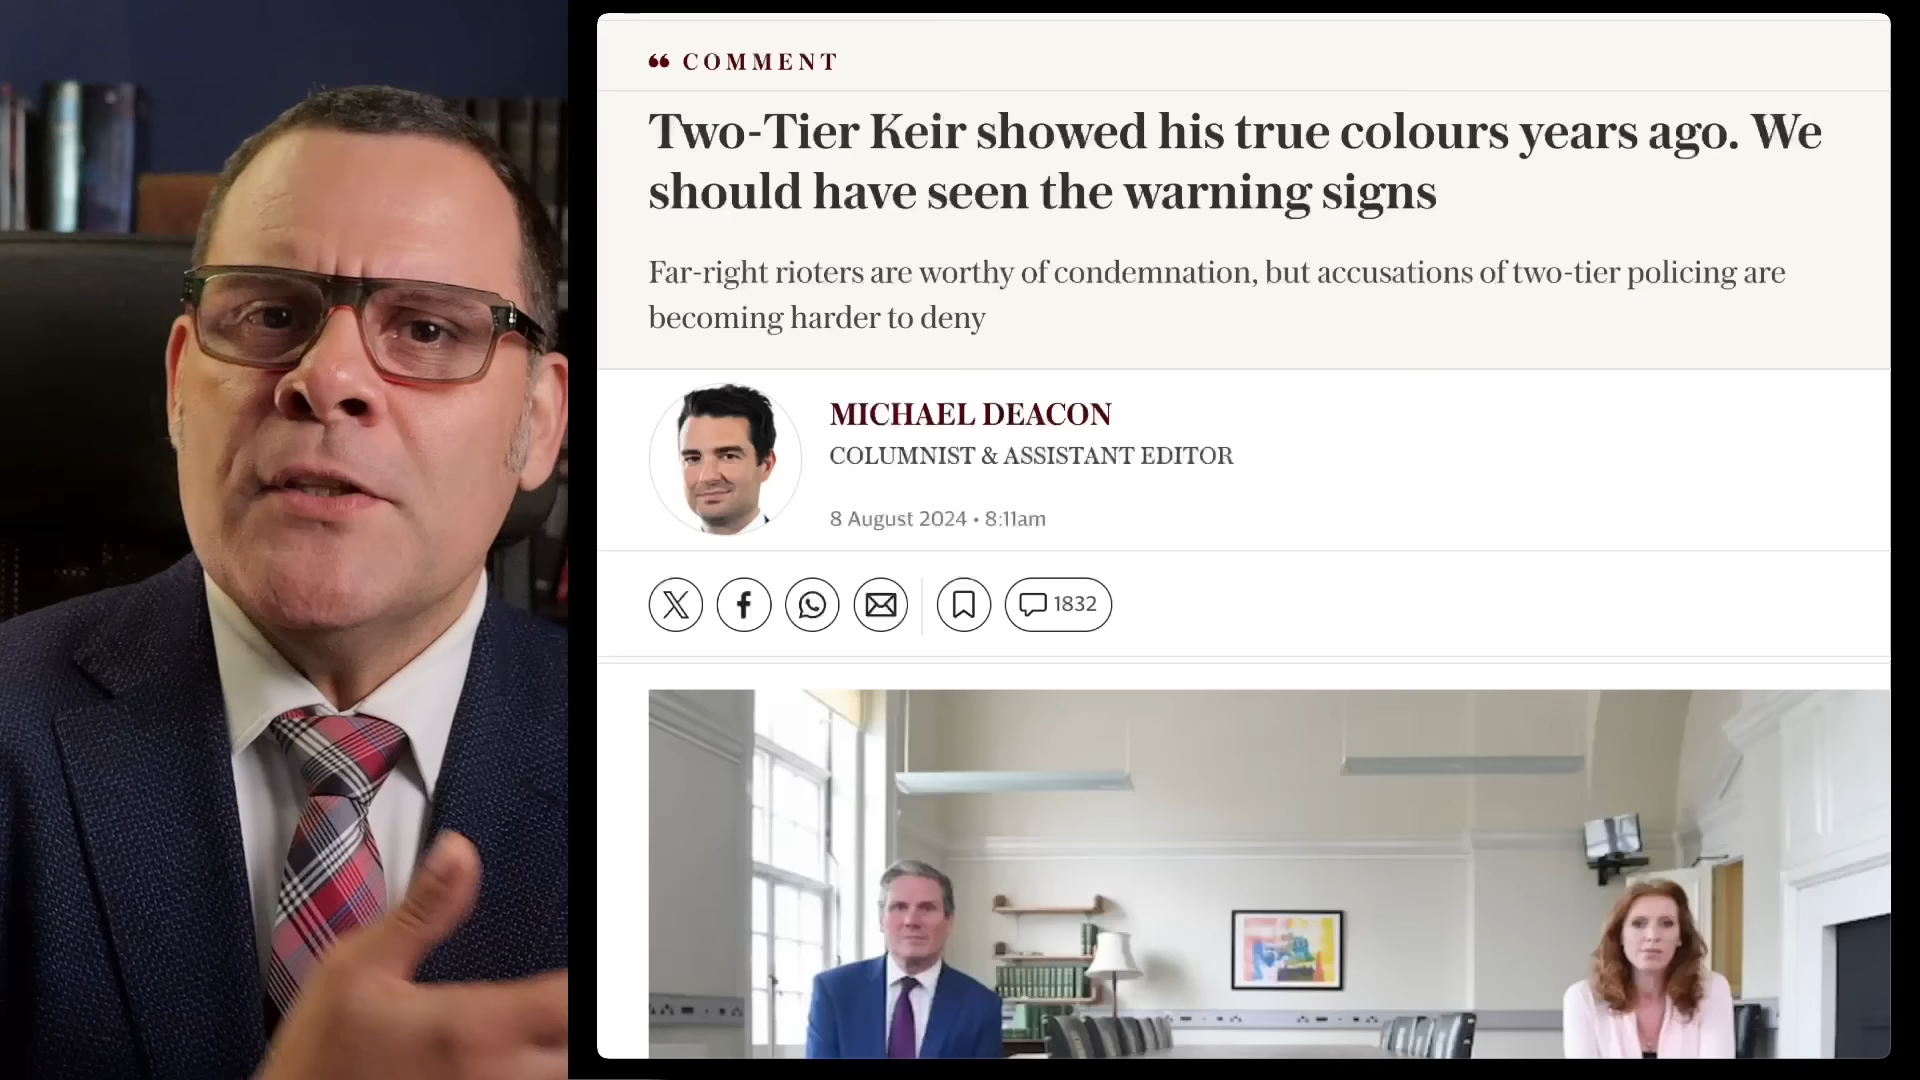 ❝ COMMENT
Two-Tier Keir showed his true colours years ago. We
should have seen the warning signs
Far-right rioters are worthy of condemnation, but accusations of two-tier policing are
becoming harder to deny
MICHAEL DEACON
COLUMNIST & ASSISTANT EDITOR
8 August 2024 • 8:11am
1832